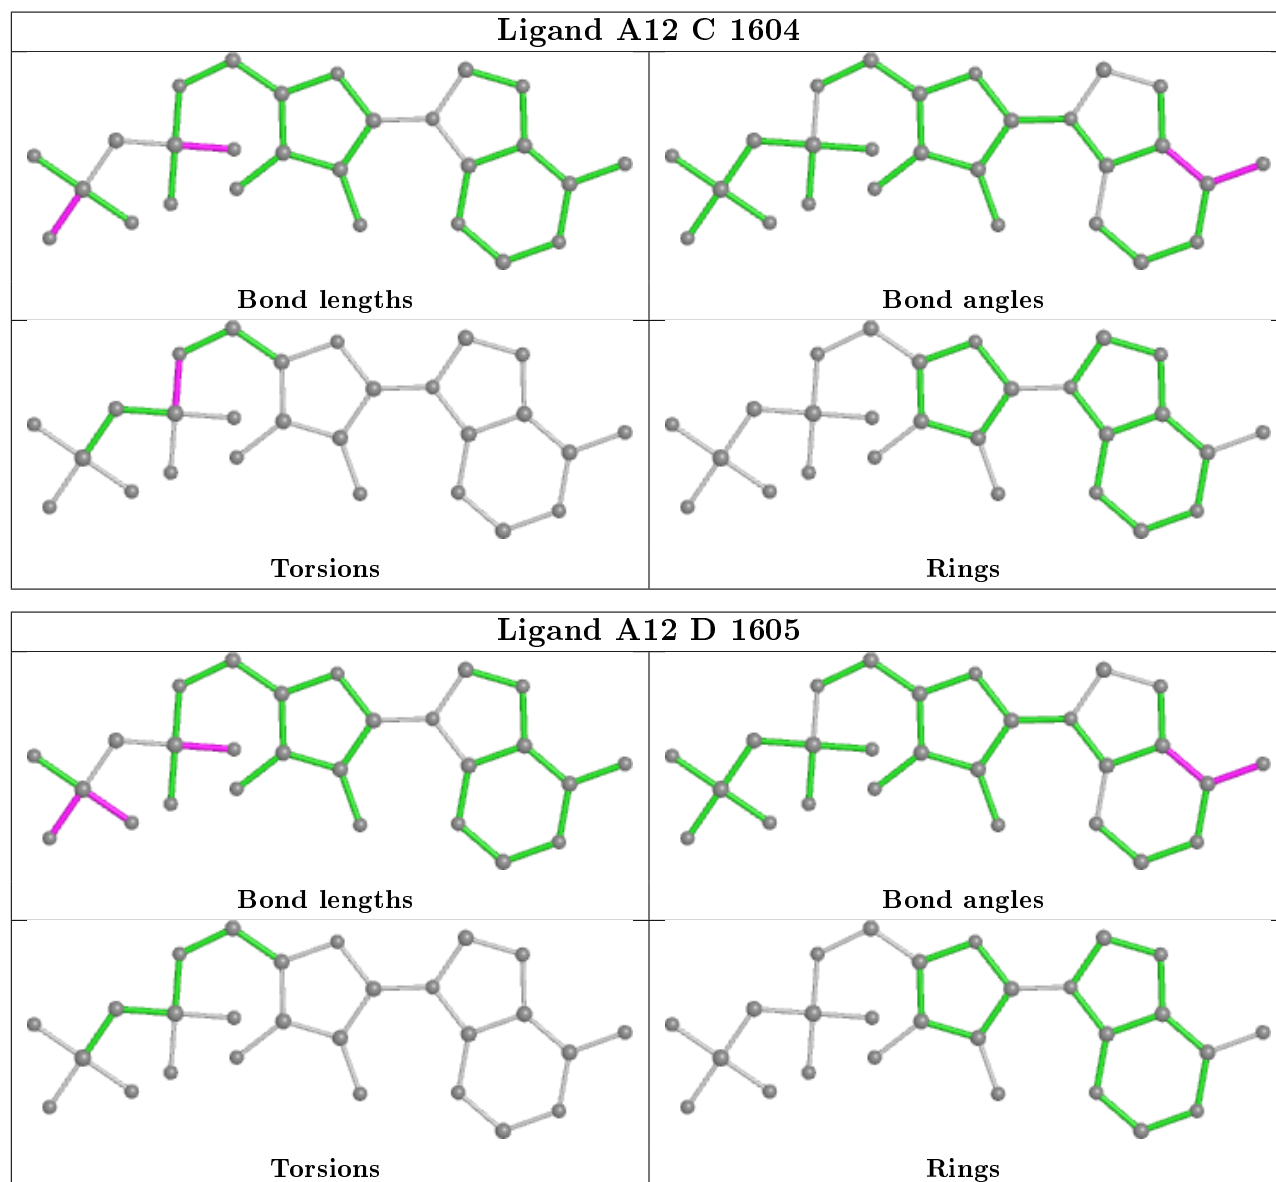 Ligand A12 C 1604
Bond lengths
Bond angles
Torsions
Rings
Ligand A12 D 1605
Bond lengths
Bond angles
Torsions
Rings